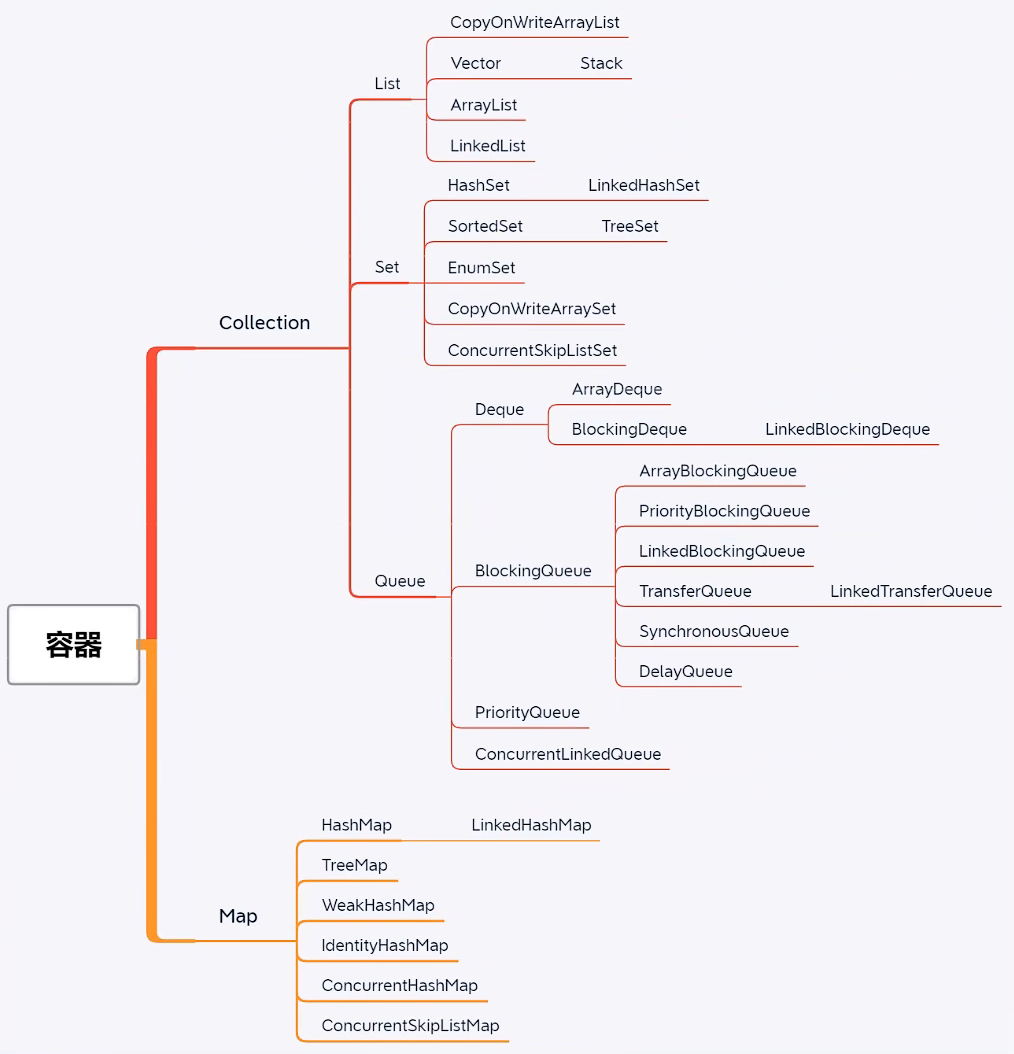 容器
Collection
List
CopyOnWriteArrayList
Vector Stack
ArrayList
LinkedList
Set
HashSet LinkedHashSet
SortedSet TreeSet
EnumSet
CopyOnWriteArraySet
ConcurrentSkipListSet
Queue
Deque
ArrayDeque
BlockingDeque LinkedBlockingDeque
BlockingQueue
ArrayBlockingQueue
PriorityBlockingQueue
LinkedBlockingQueue
TransferQueue LinkedTransferQueue
SynchronousQueue
DelayQueue
PriorityQueue
ConcurrentLinkedQueue
Map
HashMap LinkedHashMap
TreeMap
WeakHashMap
IdentityHashMap
ConcurrentHashMap
ConcurrentSkipListMap